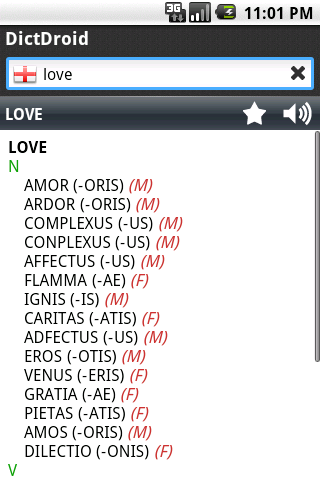 3G 11:01 PM
DictDroid
love
LOVE
LOVE
N
AMOR (-ORIS) (M)
ARDOR (-ORIS) (M)
COMPLEXUS (-US) (M)
CONPLEXUS (-US) (M)
AFFECTUS (-US) (M)
FLAMMA (-AE) (F)
IGNIS (-IS) (M)
CARITAS (-ATIS) (F)
ADFECTUS (-US) (M)
EROS (-OTIS) (M)
VENUS (-ERIS) (F)
GRATIA (-AE) (F)
PIETAS (-ATIS) (F)
AMOS (-ORIS) (M)
DILECTIO (-ONIS) (F)
V